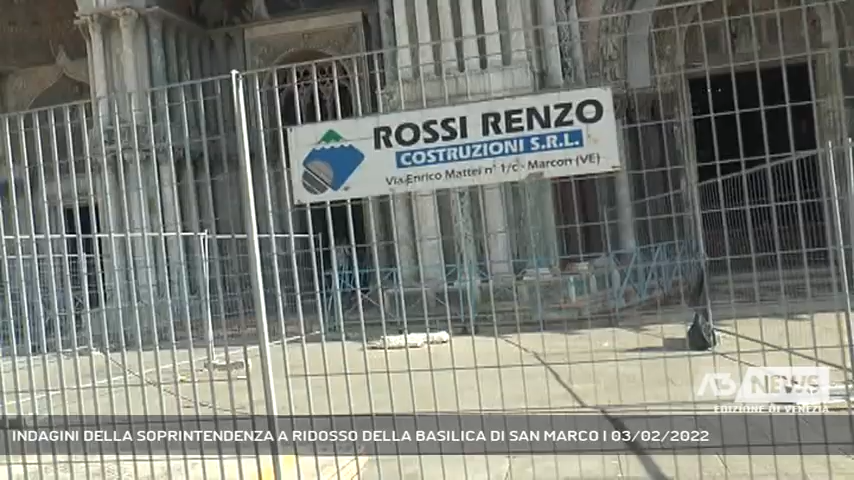 ROSSI RENZO
COSTRUZIONI S.R.L.
Via Enrico Mattei n° 1/c - Marcon (VE)
A3 NEWS
EDIZIONE DI VENEZIA
INDAGINI DELLA SOPRINTENDENZA A RIDOSSO DELLA BASILICA DI SAN MARCO | 03/02/2022